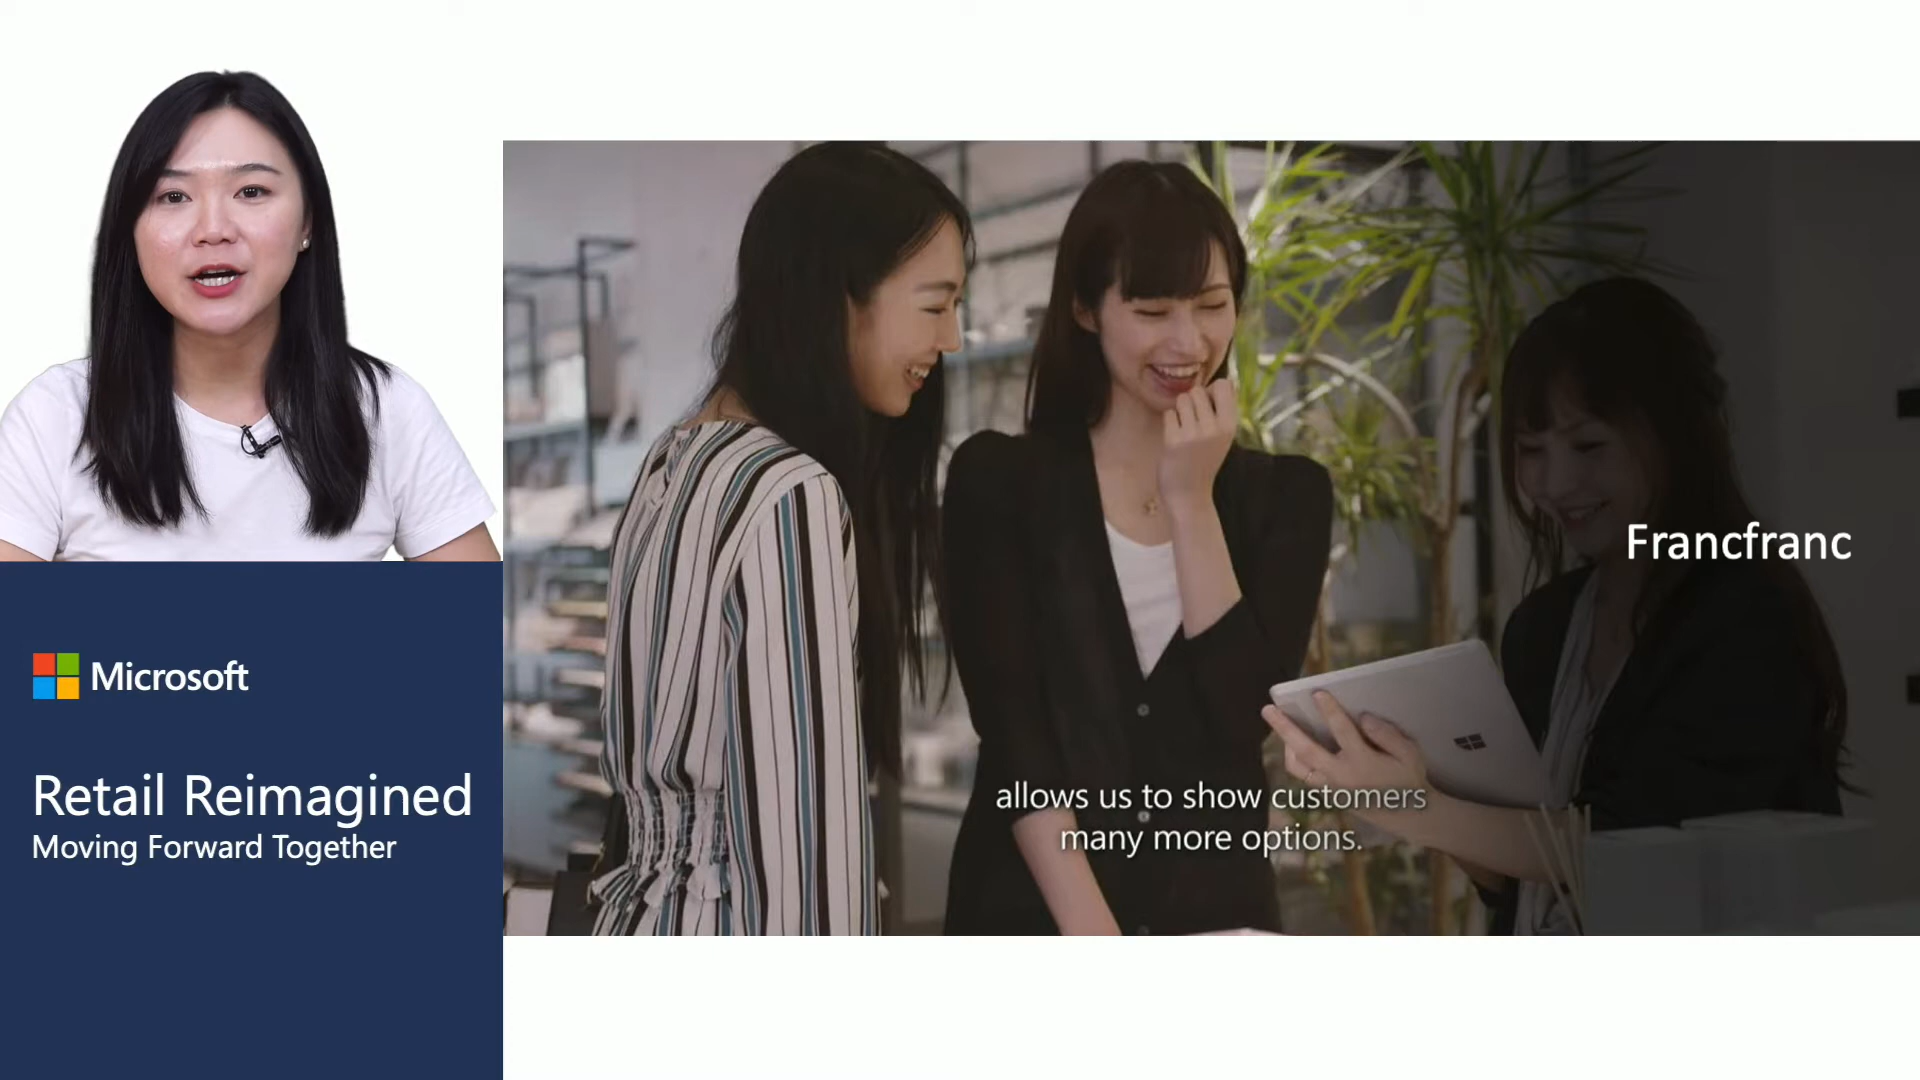 Microsoft
Retail Reimagined
Moving Forward Together
Francfranc
allows us to show customers
many more options.